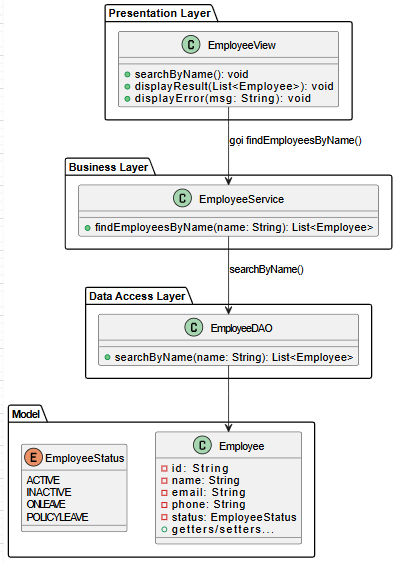 Presentation Layer
C EmployeeView
searchByName(): void
displayResult(List<Employee>): void
displayError(msg: String): void
gọi findEmployeesByName()
Business Layer
C EmployeeService
findEmployeesByName(name: String): List<Employee>
searchByName()
Data Access Layer
C EmployeeDAO
searchByName(name: String): List<Employee>
Model
E EmployeeStatus
ACTIVE
INACTIVE
ONLEAVE
POLICYLEAVE
C Employee
id: String
name: String
email: String
phone: String
status: EmployeeStatus
getters/setters...